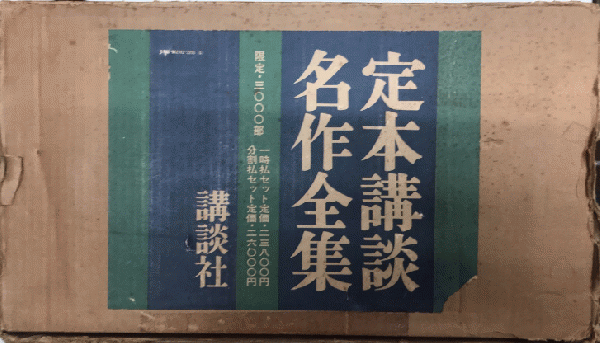 定本講談
名作全集
限定・三〇〇〇部
一時払セット定価・二三八〇〇円
分割払セット定価・二六〇〇〇円
講談社